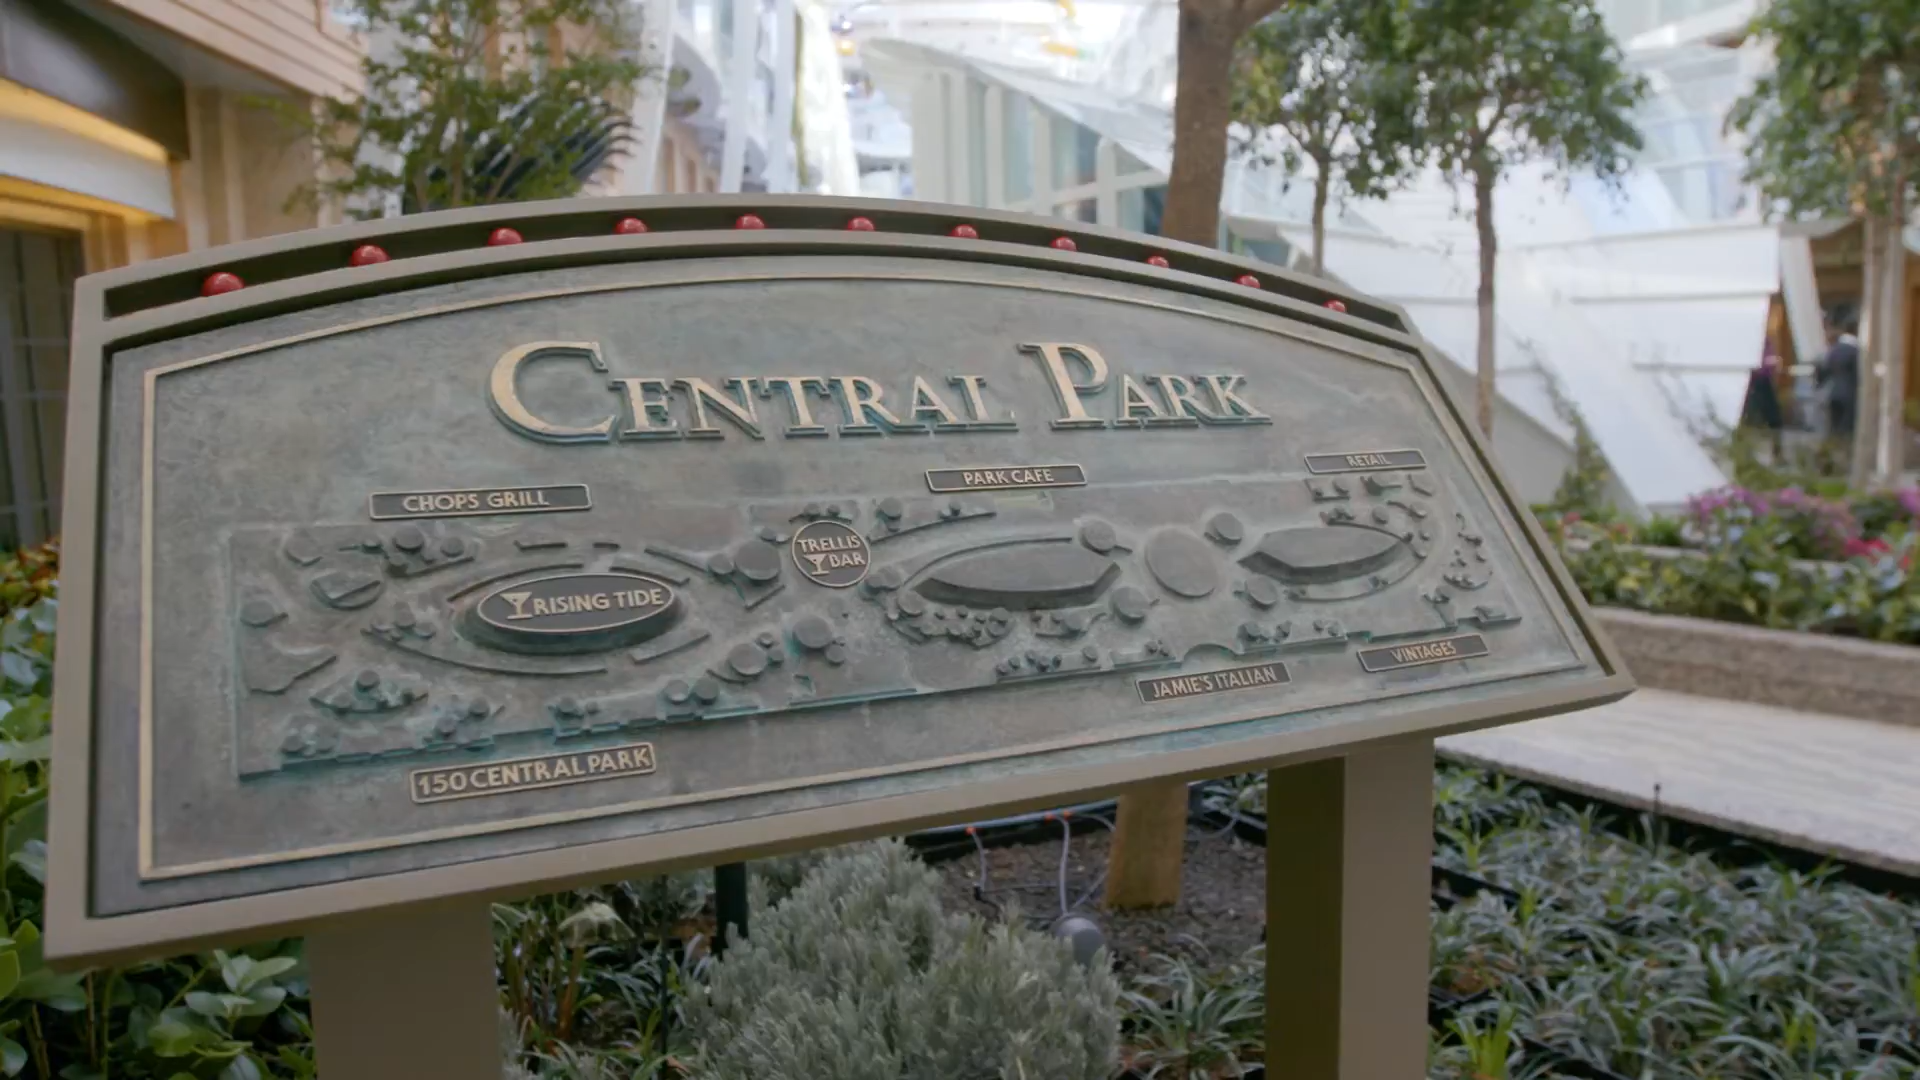 CENTRAL PARK
CHOPS GRILL
PARK CAFE
RETAIL
TRELLIS
BAR
RISING TIDE
JAMIE'S ITALIAN
VINTAGES
150 CENTRAL PARK